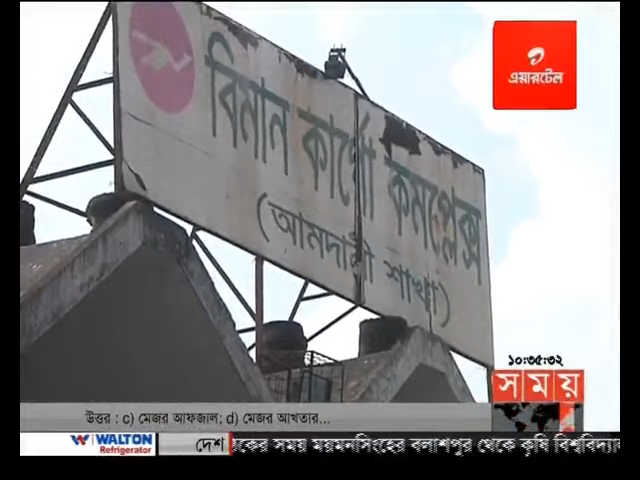 এয়ারটেল
বিমান কার্গো কমপ্লেক্স
(আমদানী শাখা)
১০:৩৫:৩২
সময়
উত্তর : c) মেজর আফজাল; d) মেজর আখতার...
WALTON
Refrigerator
দেশ
কের সময় ময়মনসিংহের বলাশপুর থেকে কৃষি বিশ্ববিদ্যা